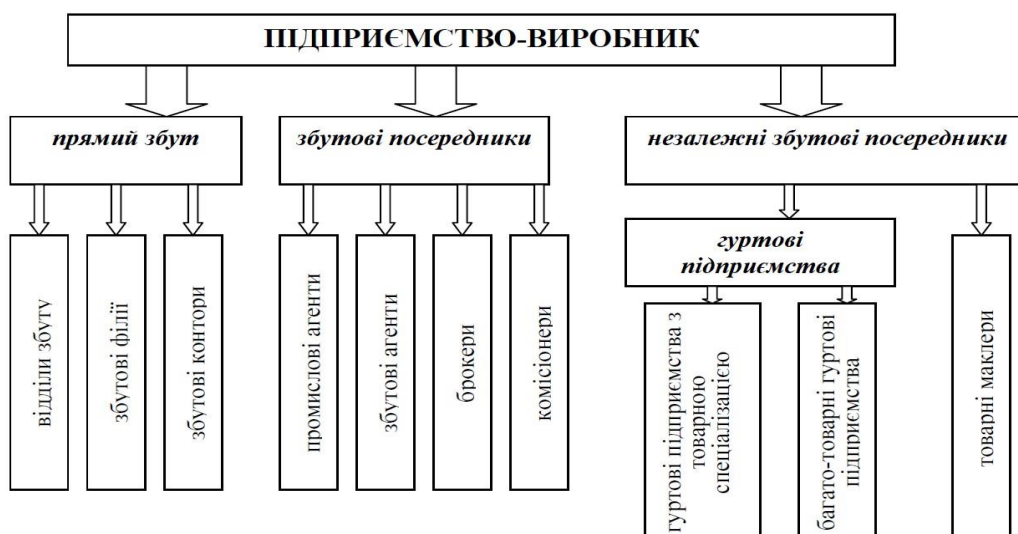 ПІДПРИЄМСТВО-ВИРОБНИК
прямий збут
збутові посередники
незалежні збутові посередники
відділи збуту
збутові філії
збутові контори
промислові агенти
збутові агенти
брокери
комісіонери
гуртові
підприємства
гуртові підприємства з
товарною
спеціалізацією
багато-товарні гуртові
підприємства
товарні маклери